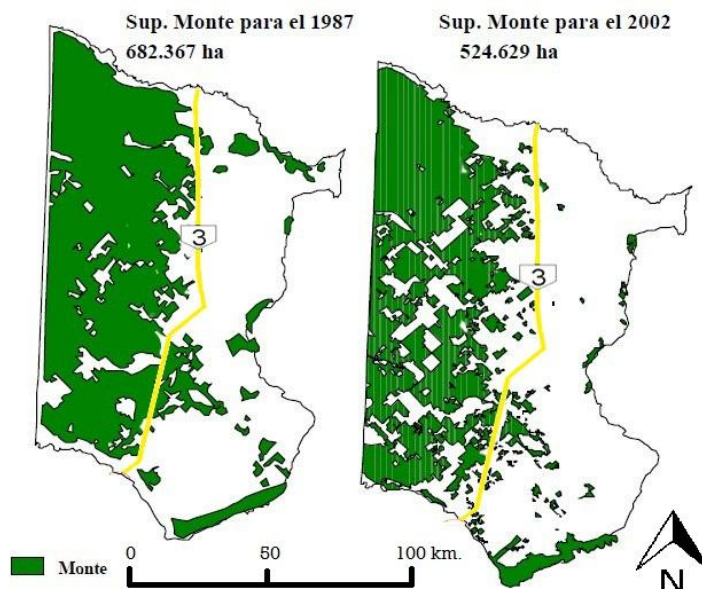 Sup. Monte para el 1987
682.367 ha
Sup. Monte para el 2002
524.629 ha
3
3
Monte
0 50 100 km.
N